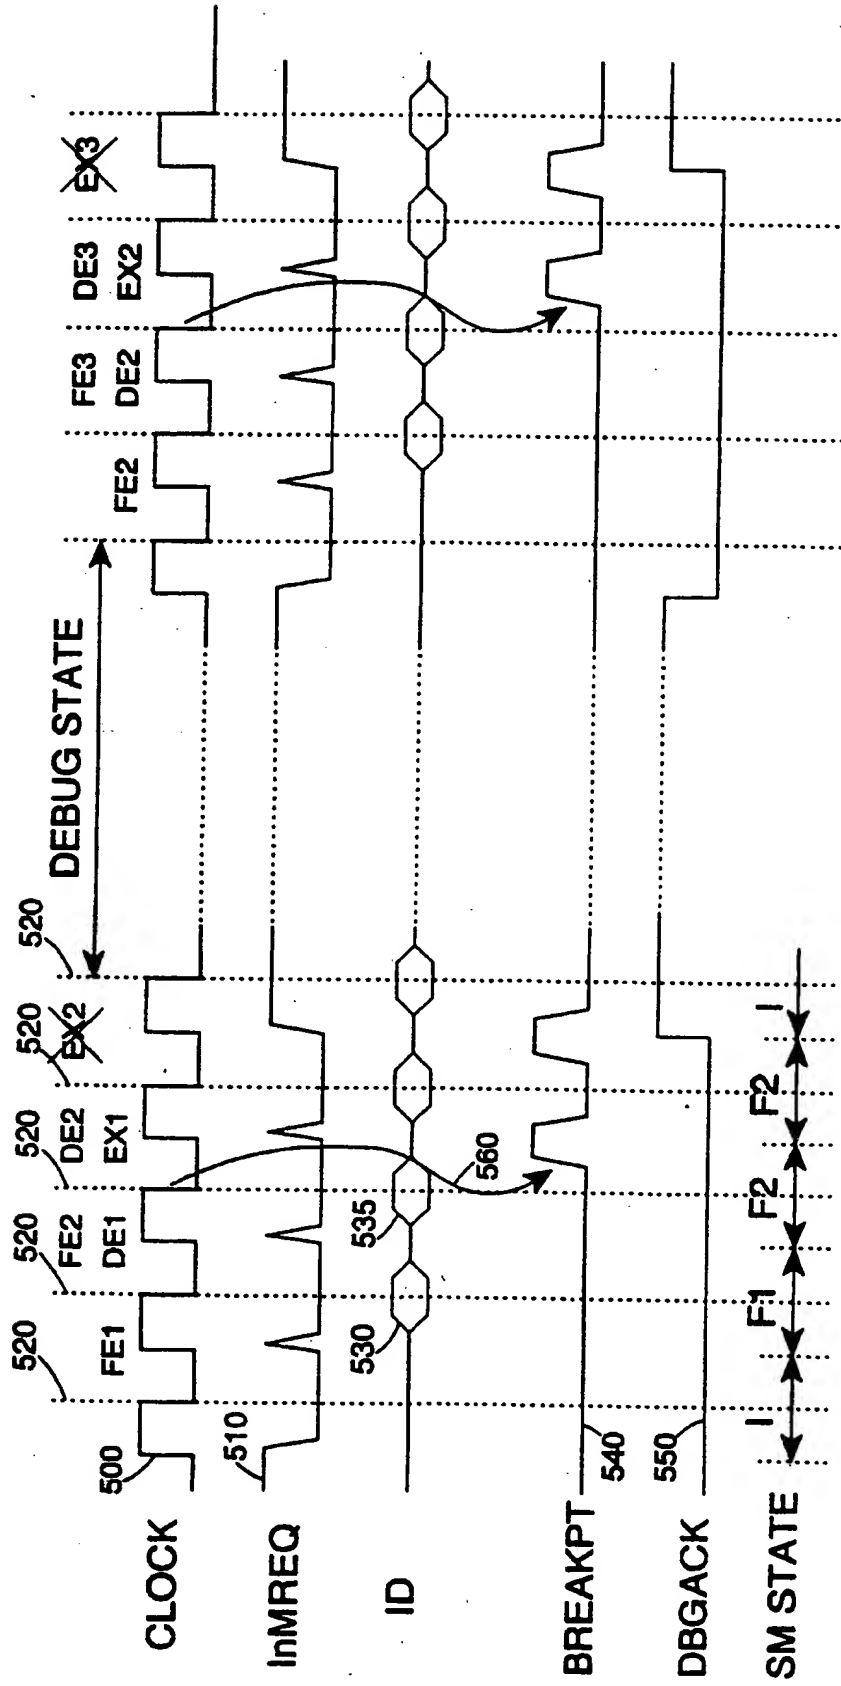 520
520
520
520
520
DEBUG STATE
FE1
FE2
DE2
EX2
FE2
FE3
DE3
EX3
DE1
EX1
DE2
EX2
CLOCK
500
InMREQ
510
ID
530
535
560
BREAKPT
540
DBGACK
550
SM STATE
I
F1
F2
F2
I